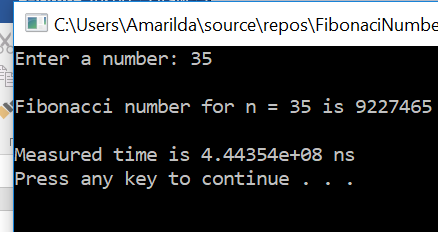 C:\Users\Amarilda\source\repos\FibonaciNumbe
Enter a number: 35
Fibonacci number for n = 35 is 9227465
Measured time is 4.44354e+08 ns
Press any key to continue . . .